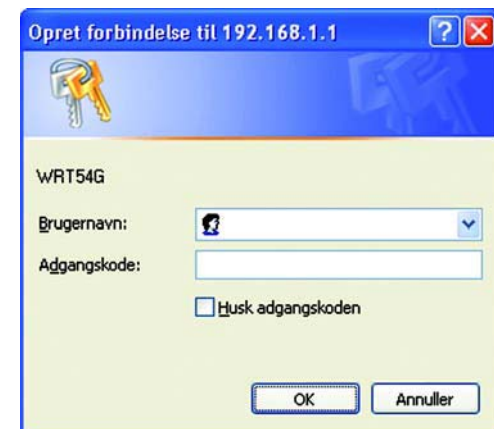 Opret forbindelse til 192.168.1.1
WRT54G
Brugernavn:
Adgangskode:
Husk adgangskoden
OK
Annuller